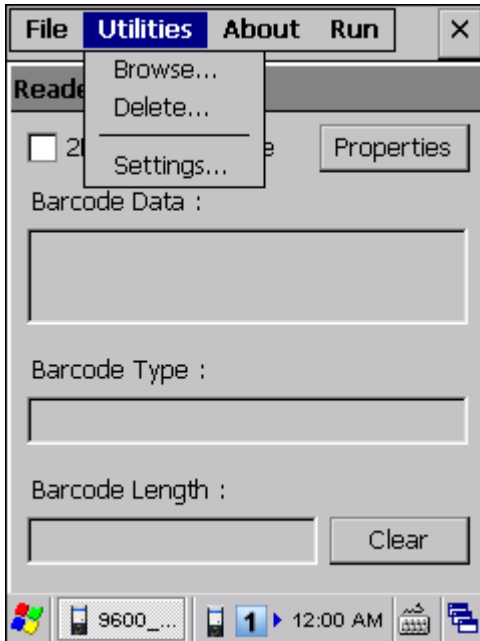 File Utilities About Run
Browse...
Delete...
Settings...
Properties
Barcode Data :
Barcode Type :
Barcode Length :
Clear
9600_... 1 12:00 AM